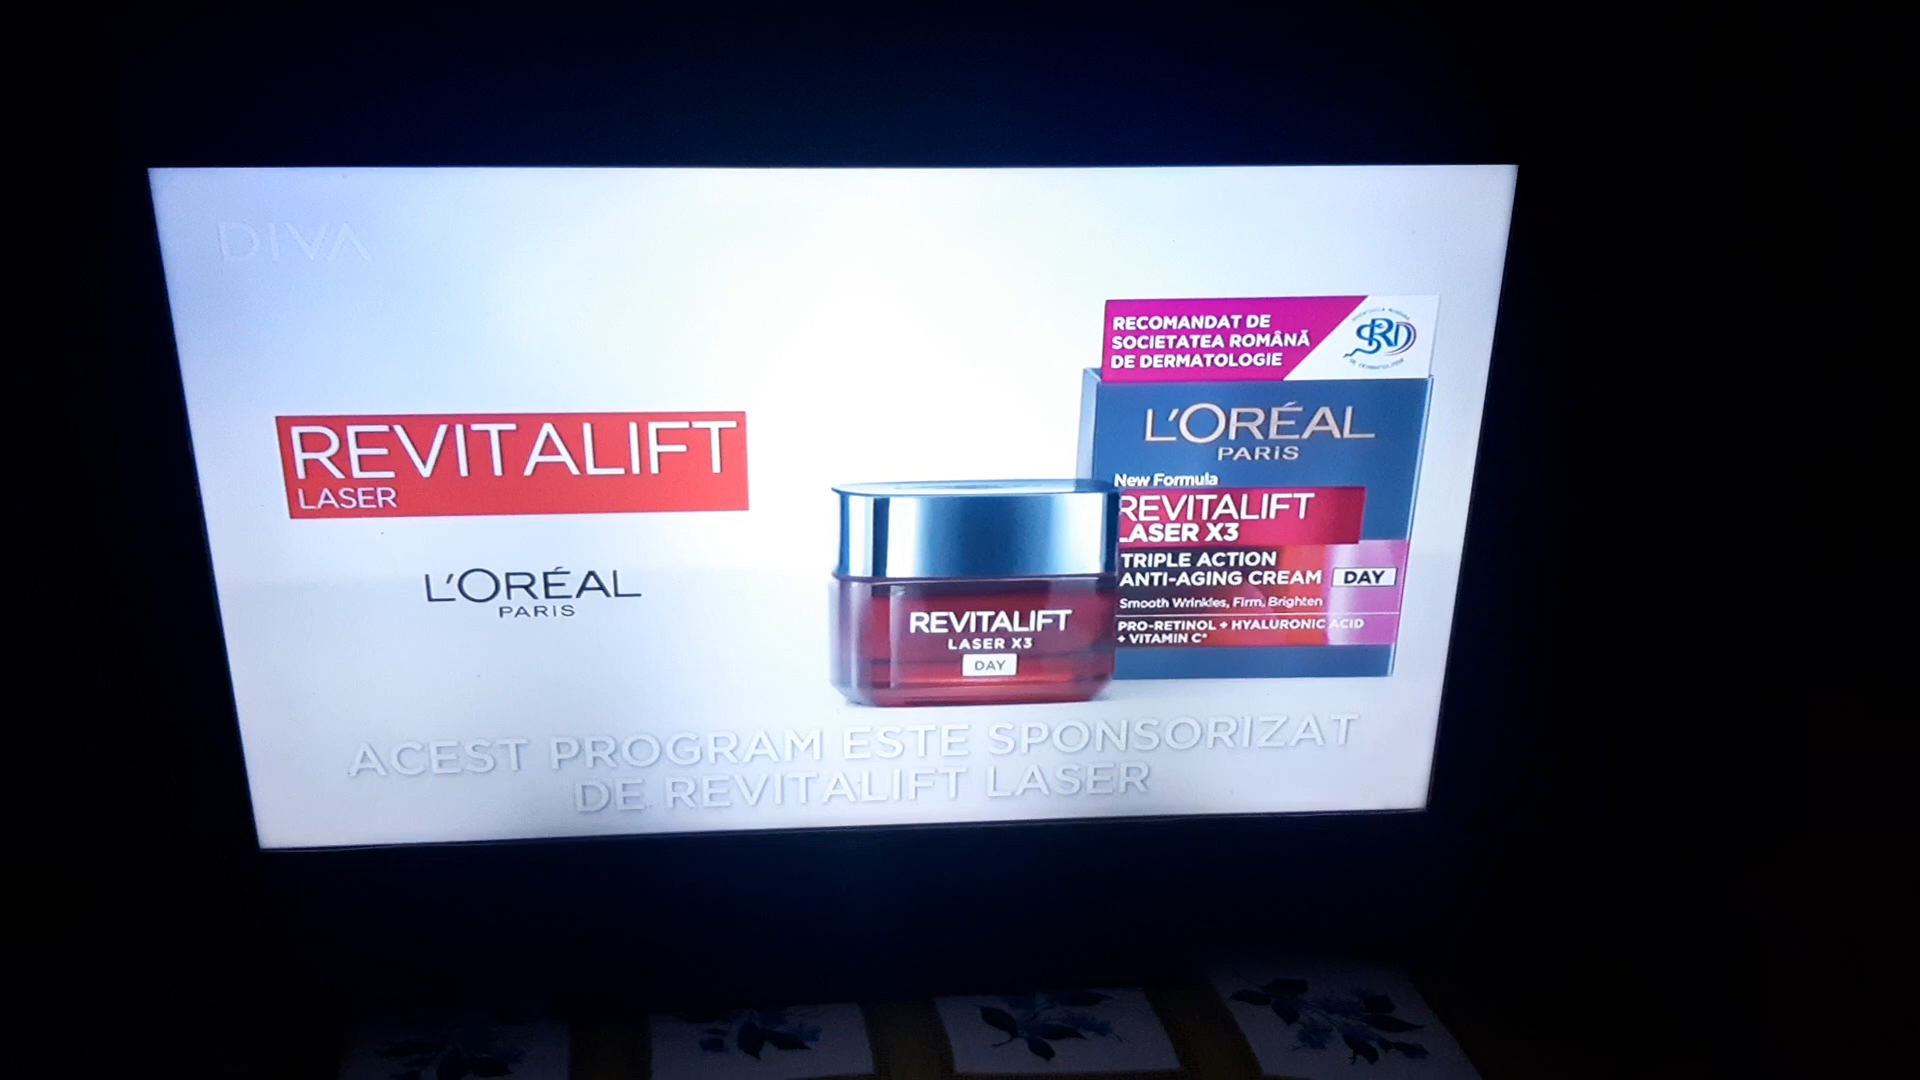 DIVA
REVITALIFT
LASER
L'ORÉAL
PARIS
RECOMANDAT DE
SOCIETATEA ROMÂNĂ
DE DERMATOLOGIE
SRD
L'ORÉAL
PARIS
New Formula
REVITALIFT
LASER X3
TRIPLE ACTION
ANTI-AGING CREAM DAY
Smooth Wrinkles, Firm, Brighten
PRO-RETINOL + HYALURONIC ACID
+ VITAMIN C*
REVITALIFT
LASER X3
DAY
ACEST PROGRAM ESTE SPONSORIZAT
DE REVITALIFT LASER